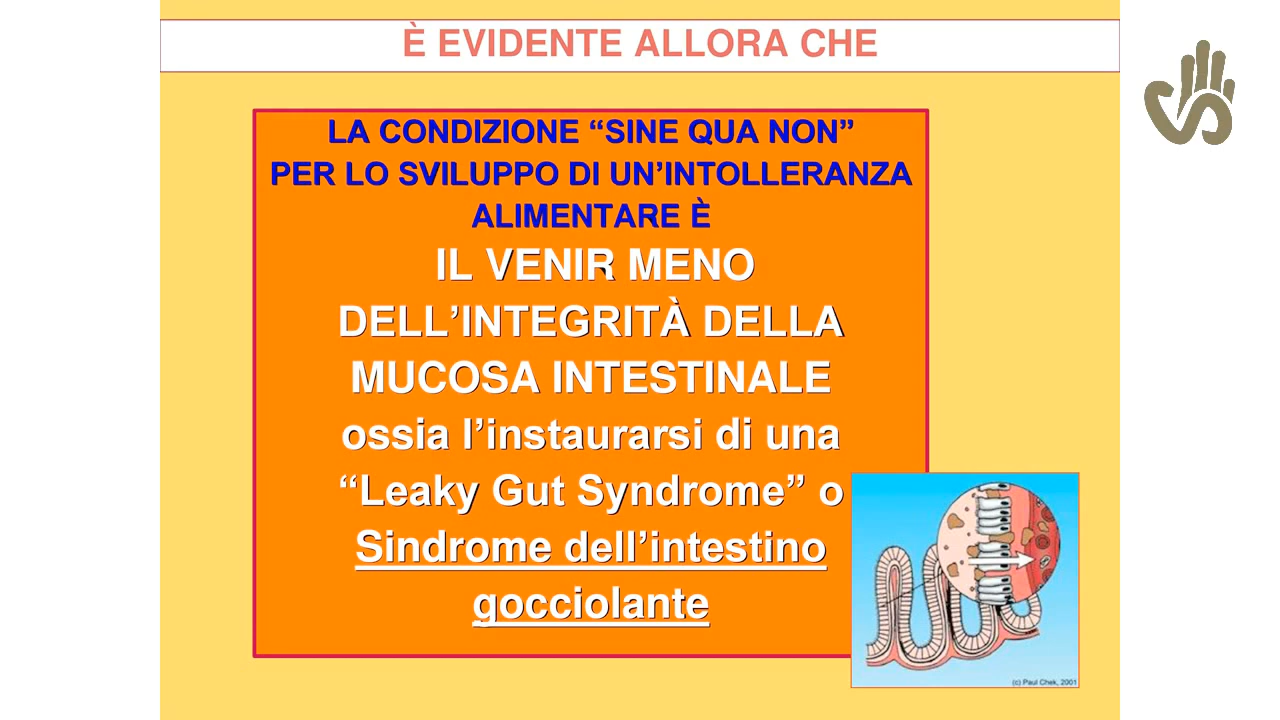 È EVIDENTE ALLORA CHE
LA CONDIZIONE “SINE QUA NON”
PER LO SVILUPPO DI UN’INTOLLERANZA
ALIMENTARE È
IL VENIR MENO
DELL’INTEGRITÀ DELLA
MUCOSA INTESTINALE
ossia l’instaurarsi di una
“Leaky Gut Syndrome” o
Sindrome dell’intestino
gocciolante
(c) Paul Chek, 2001